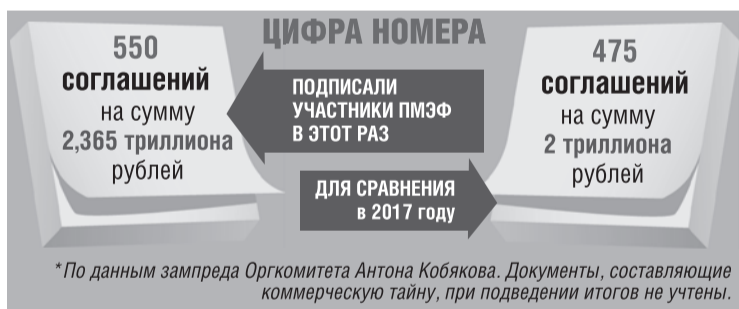 ЦИФРА НОМЕРА
550
соглашений
на сумму
2,365 триллиона
рублей
ПОДПИСАЛИ
УЧАСТНИКИ ПМЭФ
В ЭТОТ РАЗ
475
соглашений
на сумму
2 триллиона
рублей
ДЛЯ СРАВНЕНИЯ
в 2017 году
*По данным зампреда Оргкомитета Антона Кобякова. Документы, составляющие
коммерческую тайну, при подведении итогов не учтены.